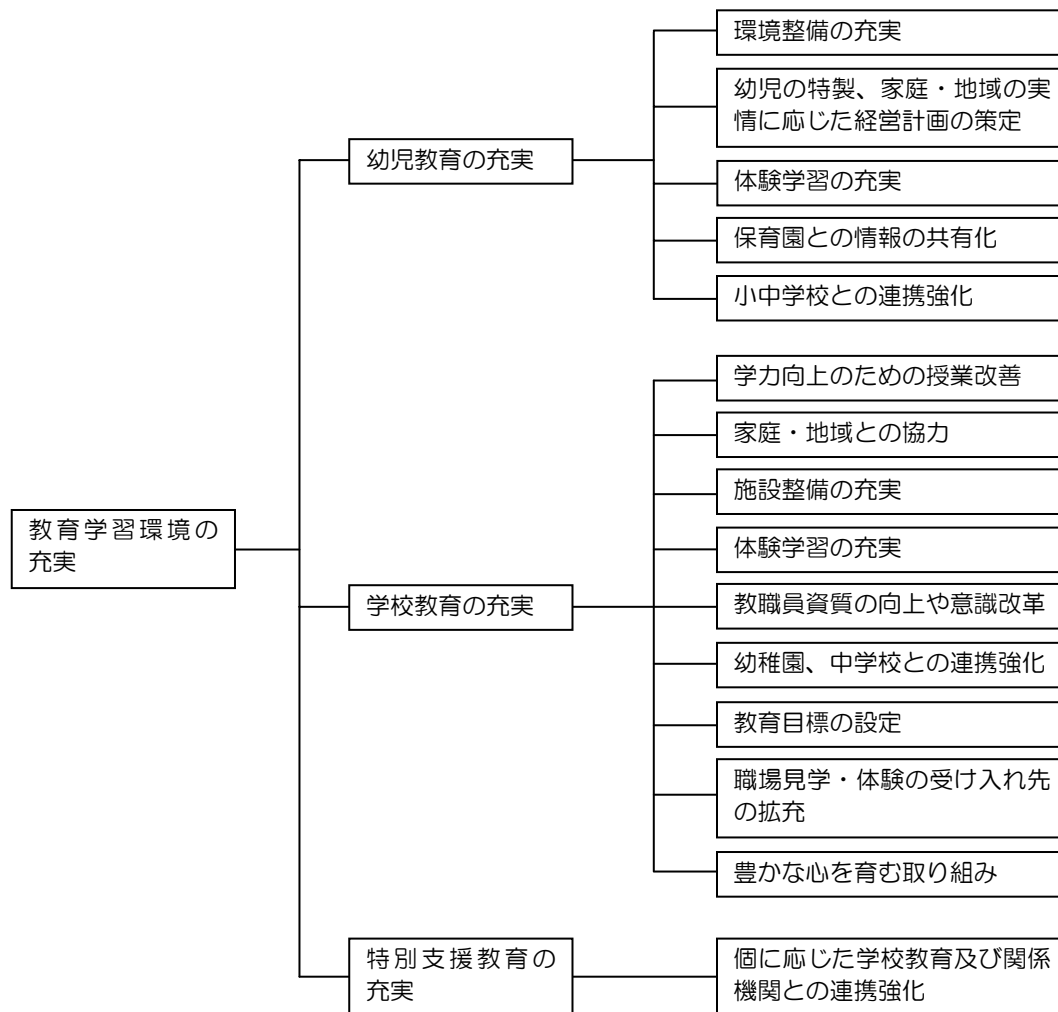 教育学習環境の
充実
幼児教育の充実
環境整備の充実
幼児の特製、家庭・地域の実
情に応じた経営計画の策定
体験学習の充実
保育園との情報の共有化
小中学校との連携強化
学校教育の充実
学力向上のための授業改善
家庭・地域との協力
施設整備の充実
体験学習の充実
教職員資質の向上や意識改革
幼稚園、中学校との連携強化
教育目標の設定
職場見学・体験の受け入れ先
の拡充
豊かな心を育む取り組み
特別支援教育の
充実
個に応じた学校教育及び関係
機関との連携強化